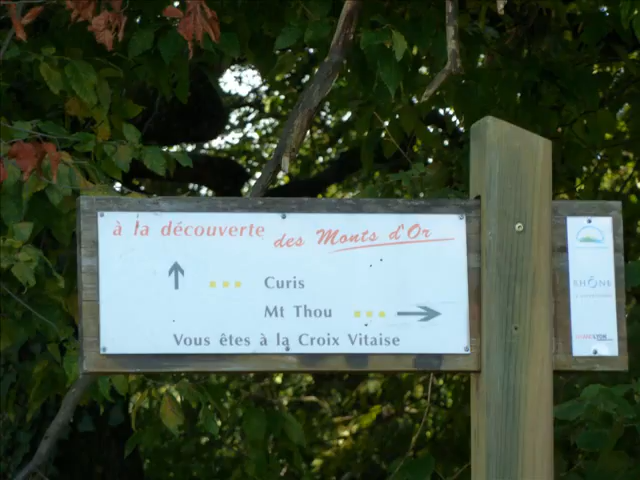 à la découverte des Monts d'Or
Curis
Mt Thou
Vous êtes à la Croix Vitaise
RHÔNE